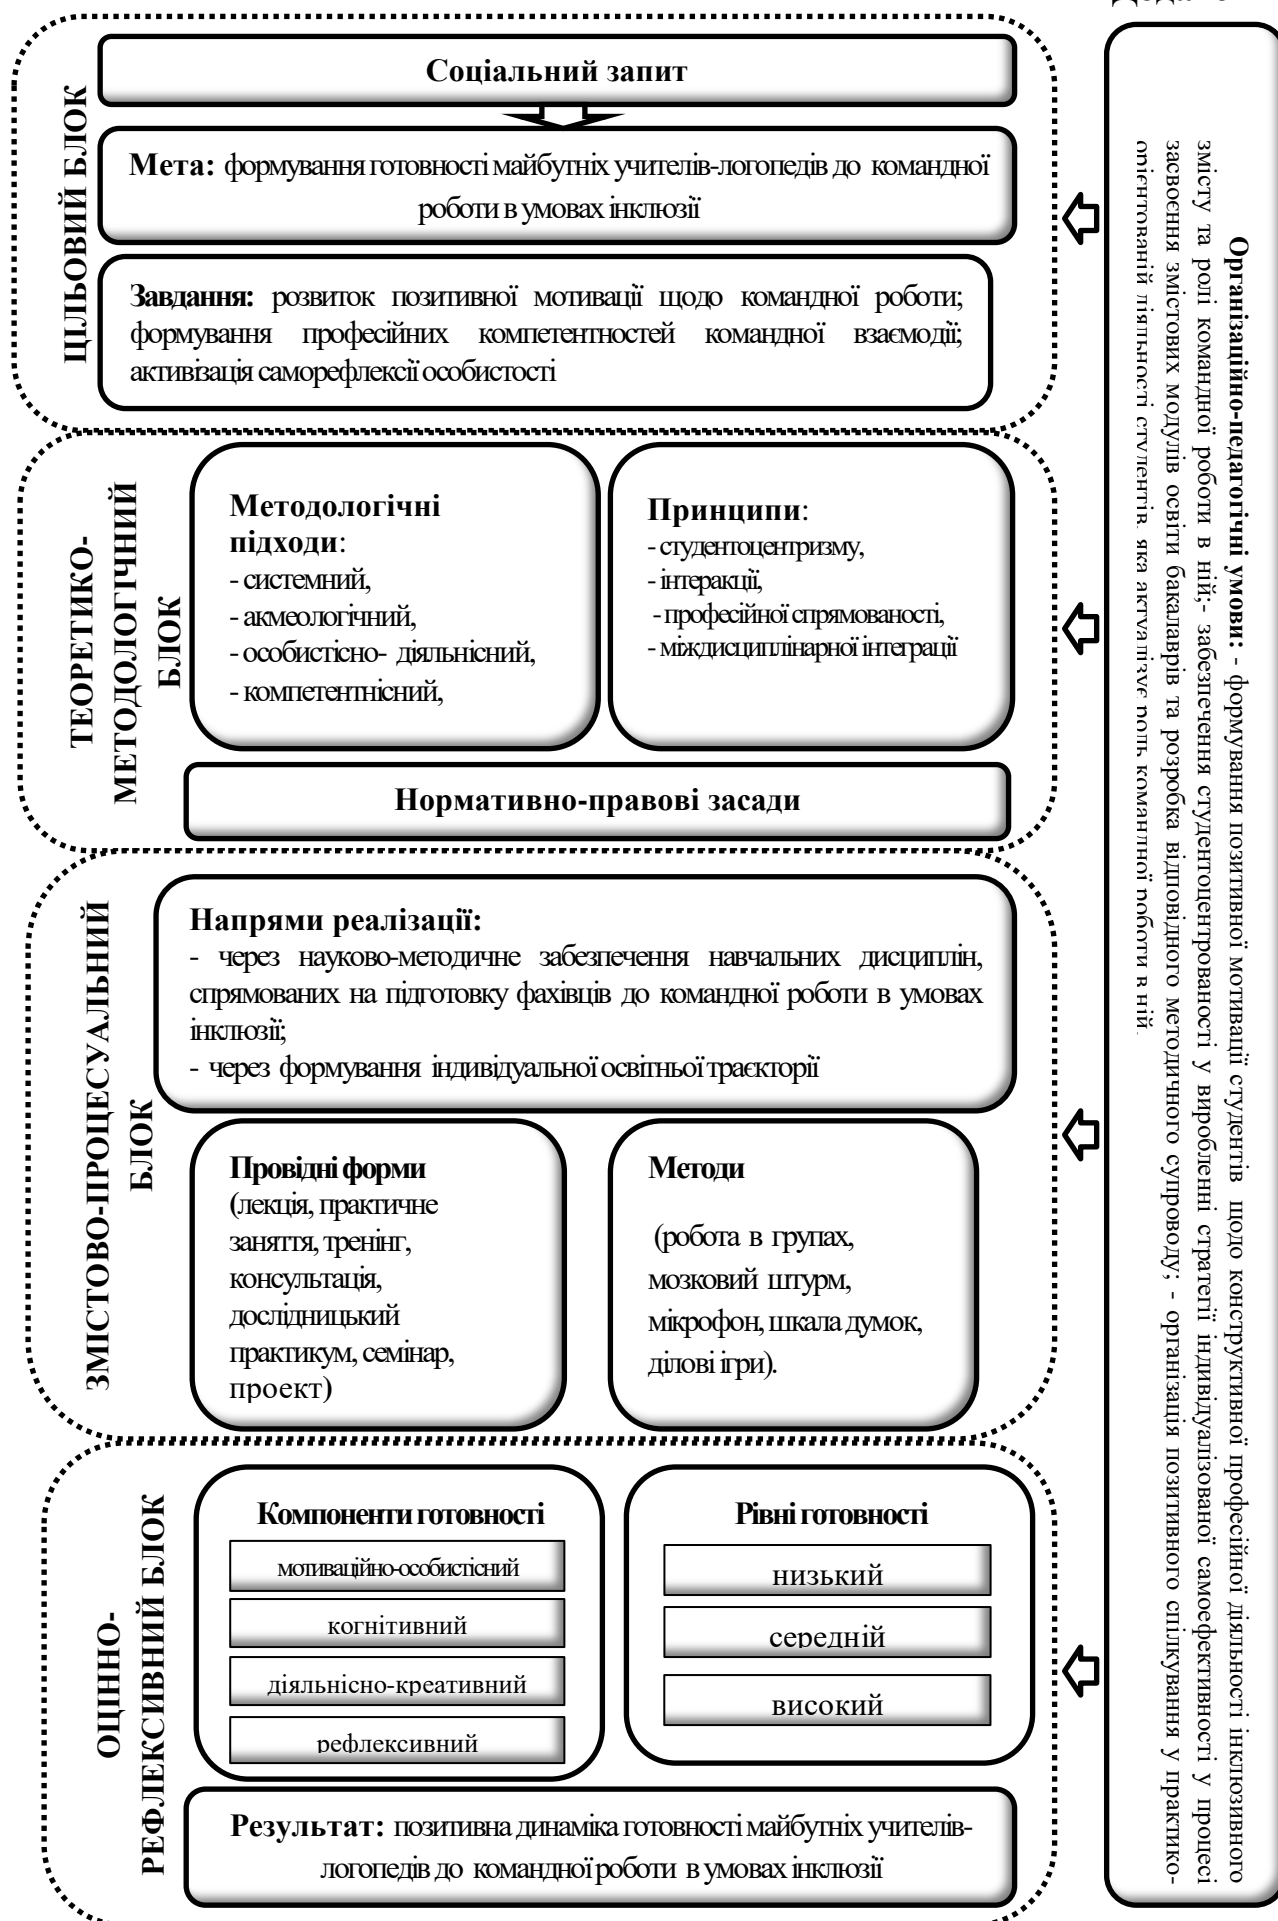 ЦІЛЬОВИЙ БЛОК
Соціальний запит
Мета: формування готовності майбутніх учителів-логопедів до командної
роботи в умовах інклюзії
Завдання: розвиток позитивної мотивації щодо командної роботи;
формування професійних компетентностей командної взаємодії;
активізація саморефлексії особистості
ТЕОРЕТИКО-
МЕТОДОЛОГІЧНИЙ
БЛОК
Методологічні
підходи:
- системний,
- акмеологічний,
- особистісно- діяльнісний,
- компетентнісний,
Принципи:
- студентоцентризму,
- інтеракції,
- професійної спрямованості,
- міждисциплінарної інтеграції
Нормативно-правові засади
ЗМІСТОВО-ПРОЦЕСУАЛЬНИЙ
БЛОК
Напрями реалізації:
- через науково-методичне забезпечення навчальних дисциплін,
спрямованих на підготовку фахівців до командної роботи в умовах
інклюзії;
- через формування індивідуальної освітньої траєкторії
Провідні форми
(лекція, практичне
заняття, тренінг,
консультація,
дослідницький
практикум, семінар,
проект)
Методи
(робота в групах,
мозковий штурм,
мікрофон, шкала думок,
ділові ігри).
ОЦІННО-
РЕФЛЕКСИВНИЙ БЛОК
Компоненти готовності
мотиваційно-особистісний
когнітивний
діяльнісно-креативний
рефлексивний
Рівні готовності
низький
середній
високий
Результат: позитивна динаміка готовності майбутніх учителів-
логопедів до командної роботи в умовах інклюзії
Організаційно-педагогічні умови: - формування позитивної мотивації студентів щодо конструктивної професійної діяльності інклюзивного
змісту та ролі командної роботи в ній;- забезпечення студентоцентрованості у виробленні стратегії індивідуалізованої самоефективності у процесі
засвоєння змістових модулів освіти бакалаврів та розробка відповідного методичного супроводу; - організація позитивного спілкування у практико-
орієнтованій діяльності студентів, яка актуалізує роль командної роботи в ній.